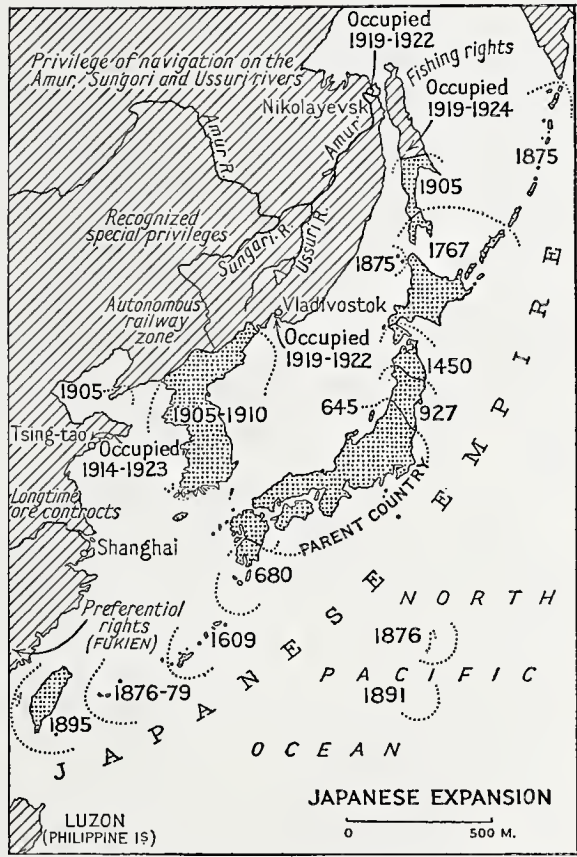 Occupied
1919-1922
Privilege of navigation on the
Amur, Sungori and Ussuri rivers
Fishing rights
Nikolayevsk
Occupied
1919-1924
Amur R.
Amur
1875
1905
Recognized
special privileges
Sungari R.
Ussuri R.
1767
1875
Autonomous
railway
zone
Vladivostok
Occupied
1919-1922
1450
1905
1905-1910
645
927
Tsing-tao
Occupied
1914-1923
PARENT COUNTRY
Longtime
ore contracts
Shanghai
680
Preferential
rights
(FUKIEN)
1609
NORTH
1876
PACIFIC
1876-79
1891
1895
OCEAN
JAPANESE EMPIRE
JAPANESE EXPANSION
LUZON
(PHILIPPINE IS)
0 500 M.